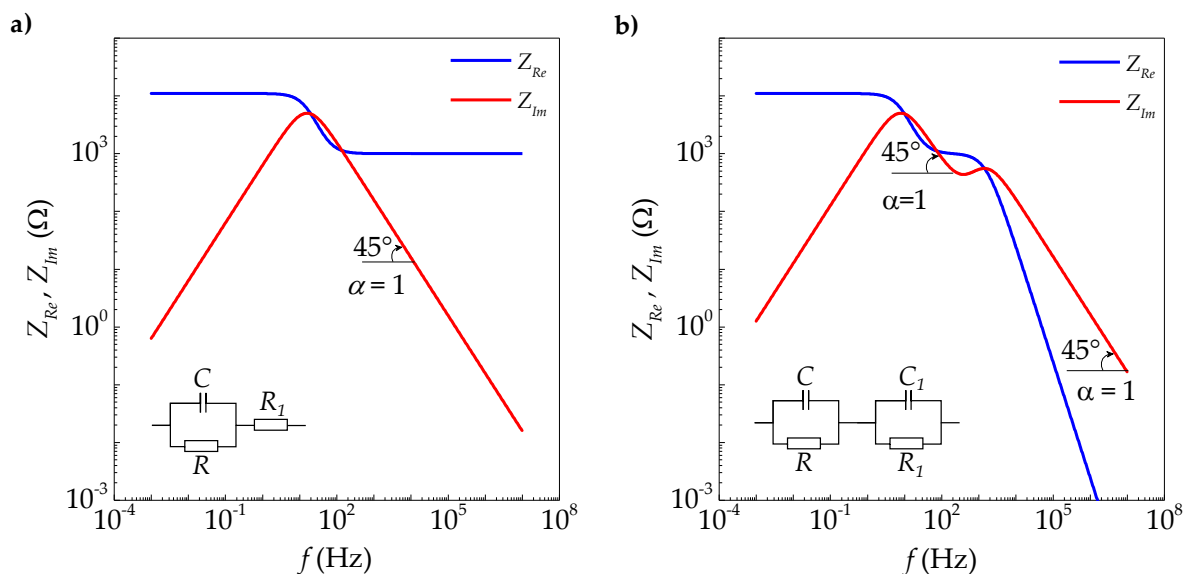 a)
Z_Re
Z_Im
Z_Re, Z_Im (Ω)
10^3
10^0
10^-3
10^-4
10^-1
10^2
10^5
10^8
f (Hz)
45°
α = 1
C
R
R_1
b)
Z_Re
Z_Im
Z_Re, Z_Im (Ω)
10^3
10^0
10^-3
10^-4
10^-1
10^2
10^5
10^8
f (Hz)
45°
α=1
45°
α = 1
C
C_1
R
R_1